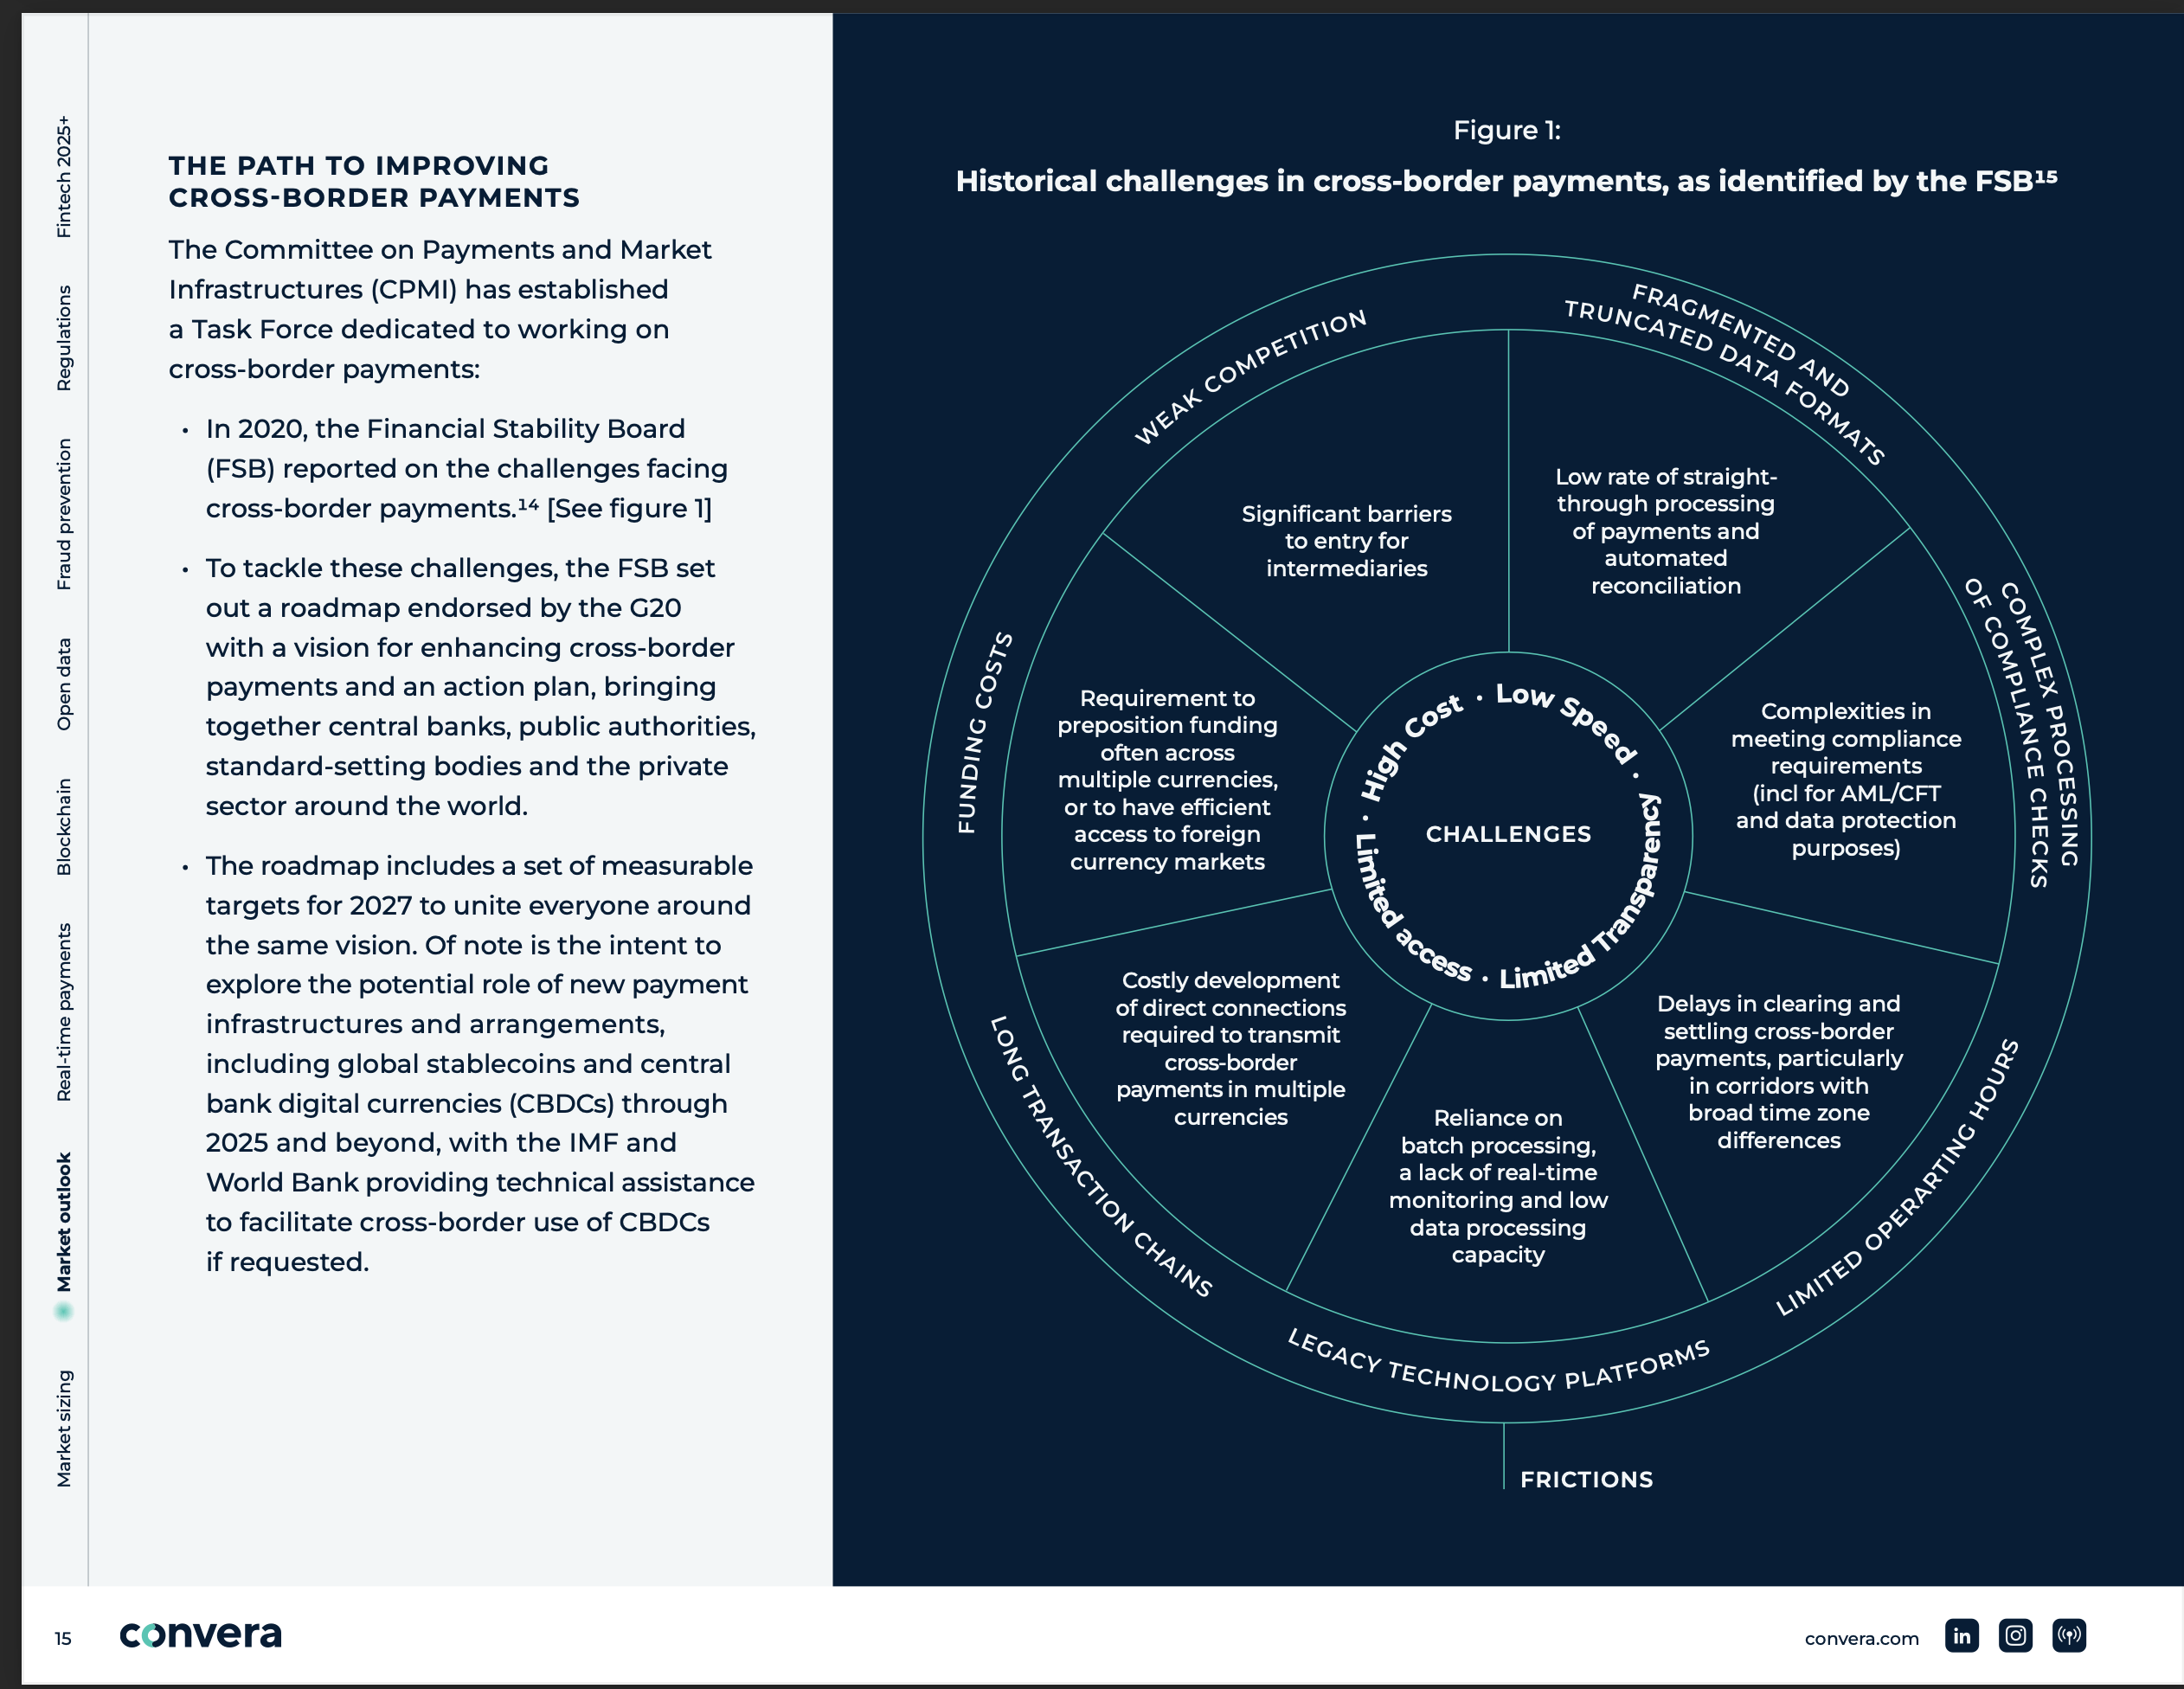 Fintech 2025+
Regulations
Fraud prevention
Open data
Blockchain
Real-time payments
Market outlook
Market sizing
THE PATH TO IMPROVING
CROSS-BORDER PAYMENTS
The Committee on Payments and Market
Infrastructures (CPMI) has established
a Task Force dedicated to working on
cross-border payments:
• In 2020, the Financial Stability Board
(FSB) reported on the challenges facing
cross-border payments.¹⁴ [See figure 1]
• To tackle these challenges, the FSB set
out a roadmap endorsed by the G20
with a vision for enhancing cross-border
payments and an action plan, bringing
together central banks, public authorities,
standard-setting bodies and the private
sector around the world.
• The roadmap includes a set of measurable
targets for 2027 to unite everyone around
the same vision. Of note is the intent to
explore the potential role of new payment
infrastructures and arrangements,
including global stablecoins and central
bank digital currencies (CBDCs) through
2025 and beyond, with the IMF and
World Bank providing technical assistance
to facilitate cross-border use of CBDCs
if requested.
Figure 1:
Historical challenges in cross-border payments, as identified by the FSB¹⁵
FRAGMENTED AND
TRUNCATED DATA FORMATS
Low rate of straight-
through processing
of payments and
automated
reconciliation
COMPLEX PROCESSING
OF COMPLIANCE CHECKS
Complexities in
meeting compliance
requirements
(incl for AML/CFT
and data protection
purposes)
LIMITED OPERARTING HOURS
Delays in clearing and
settling cross-border
payments, particularly
in corridors with
broad time zone
differences
LEGACY TECHNOLOGY PLATFORMS
Reliance on
batch processing,
a lack of real-time
monitoring and low
data processing
capacity
LONG TRANSACTION CHAINS
Costly development
of direct connections
required to transmit
cross-border
payments in multiple
currencies
FUNDING COSTS
Requirement to
preposition funding
often across
multiple currencies,
or to have efficient
access to foreign
currency markets
WEAK COMPETITION
Significant barriers
to entry for
intermediaries
High Cost · Low Speed · Limited Transparency · Limited access ·
CHALLENGES
FRICTIONS
15
convera
convera.com
in